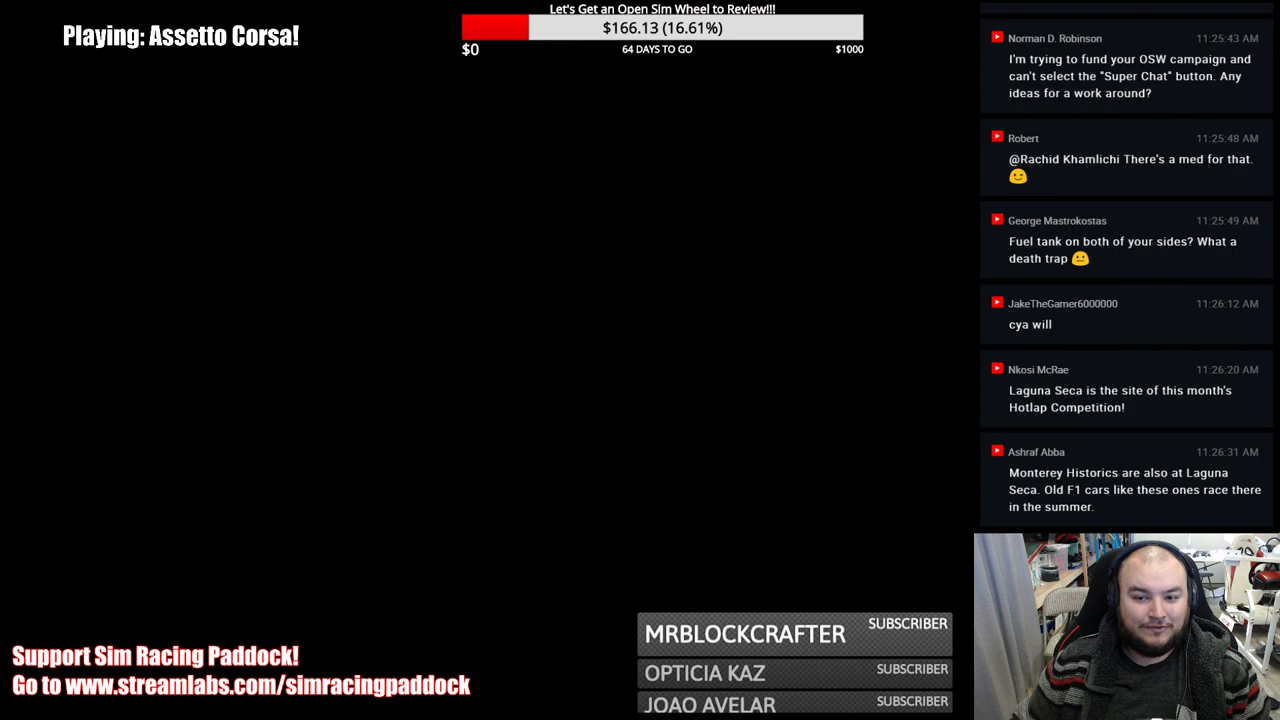 Playing: Assetto Corsa!
Let's Get an Open Sim Wheel to Review!!!
$166.13 (16.61%)
$0
64 DAYS TO GO
$1000
Norman D. Robinson
11:25:43 AM
I'm trying to fund your OSW campaign and
can't select the "Super Chat" button. Any
ideas for a work around?
Robert
11:25:48 AM
@Rachid Khamlichi There's a med for that.
George Mastrokostas
11:25:49 AM
Fuel tank on both of your sides? What a
death trap
JakeTheGamer6000000
11:26:12 AM
cya will
Nkosi McRae
11:26:20 AM
Laguna Seca is the site of this month's
Hotlap Competition!
Ashraf Abba
11:26:31 AM
Monterey Historics are also at Laguna
Seca. Old F1 cars like these ones race there
in the summer.
MRBLOCKCRAFTER
SUBSCRIBER
OPTICIA KAZ
SUBSCRIBER
JOAO AVELAR
SUBSCRIBER
Support Sim Racing Paddock!
Go to www.streamlabs.com/simracingpaddock